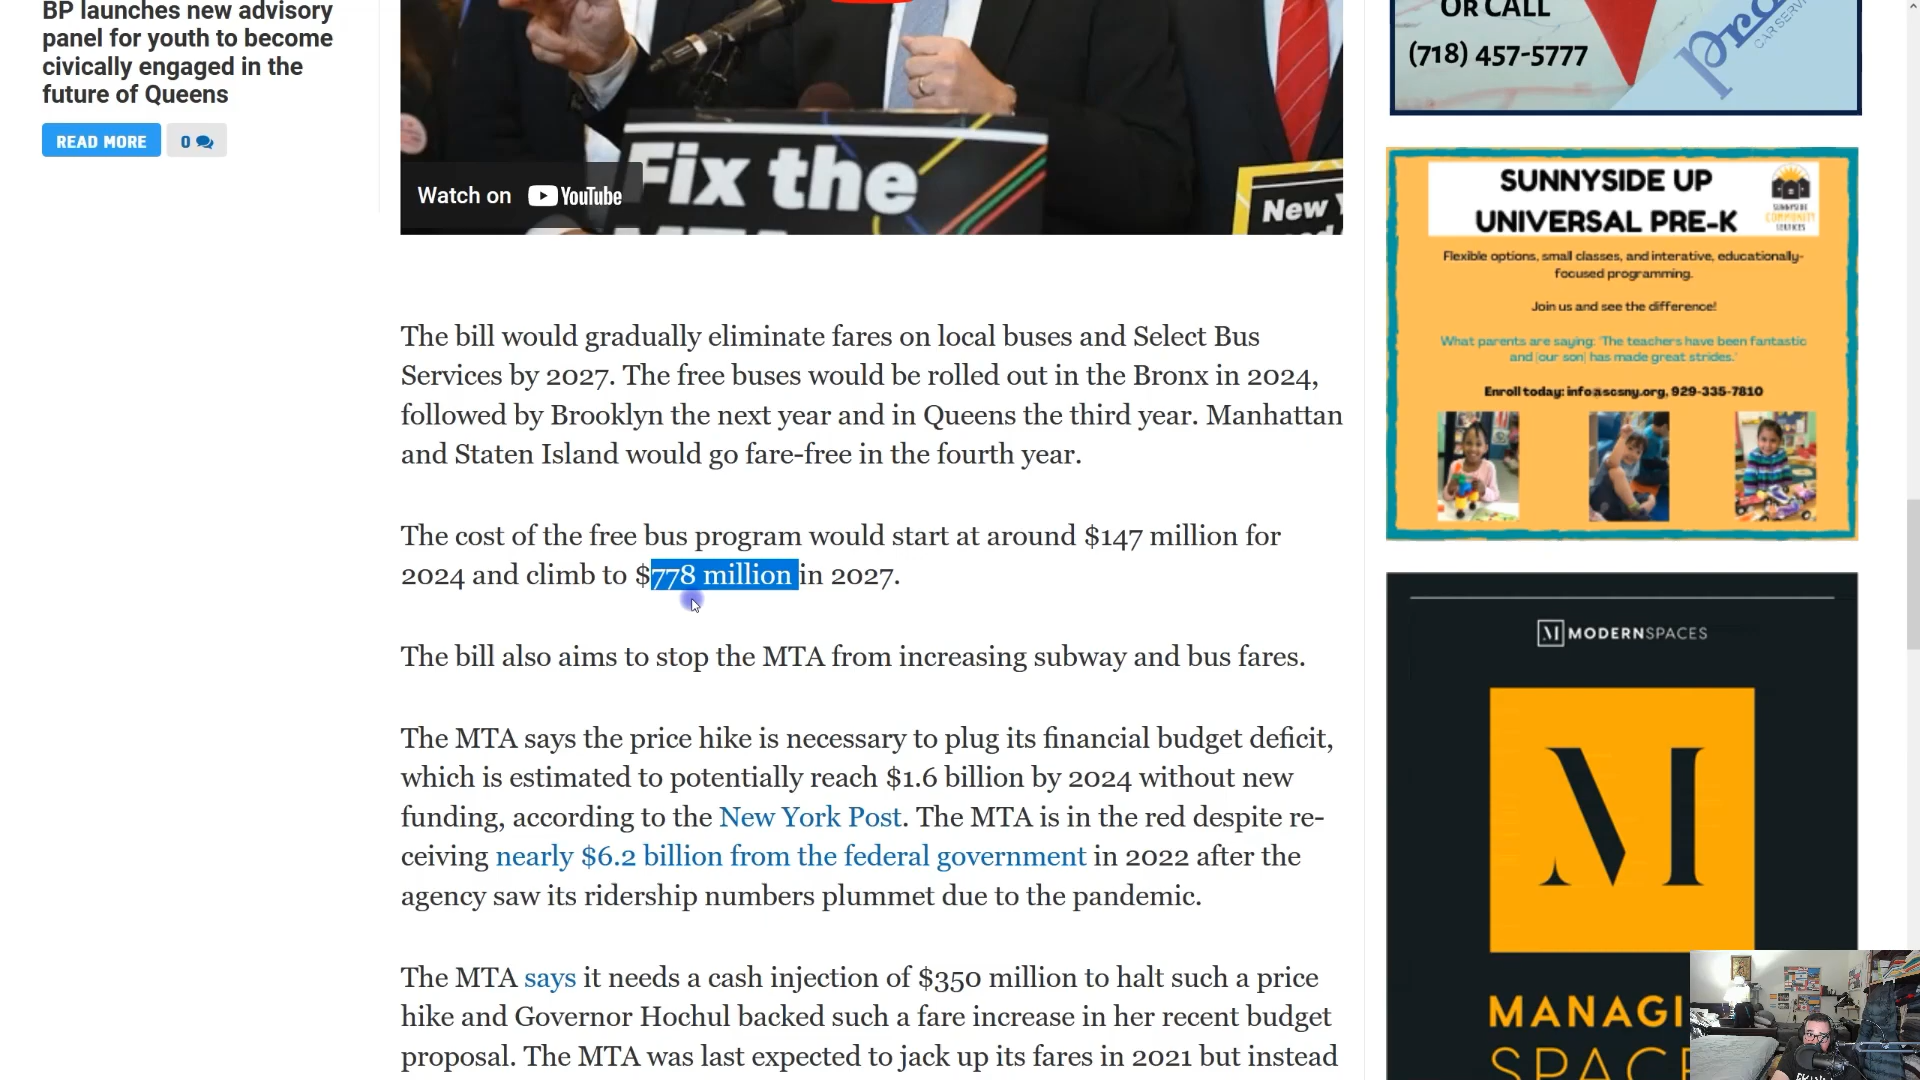 BP launches new advisory
panel for youth to become
civically engaged in the
future of Queens
READ MORE
0
Watch on YouTube
Fix the
New
The bill would gradually eliminate fares on local buses and Select Bus
Services by 2027. The free buses would be rolled out in the Bronx in 2024,
followed by Brooklyn the next year and in Queens the third year. Manhattan
and Staten Island would go fare-free in the fourth year.
The cost of the free bus program would start at around $147 million for
2024 and climb to $778 million in 2027.
The bill also aims to stop the MTA from increasing subway and bus fares.
The MTA says the price hike is necessary to plug its financial budget deficit,
which is estimated to potentially reach $1.6 billion by 2024 without new
funding, according to the New York Post. The MTA is in the red despite re-
ceiving nearly $6.2 billion from the federal government in 2022 after the
agency saw its ridership numbers plummet due to the pandemic.
The MTA says it needs a cash injection of $350 million to halt such a price
hike and Governor Hochul backed such a fare increase in her recent budget
proposal. The MTA was last expected to jack up its fares in 2021 but instead
OR CALL
(718) 457-5777
CAR SERV
SUNNYSIDE UP
UNIVERSAL PRE-K
SUNNYSIDE
COMMUNITY
SERVICES
Flexible options, small classes, and interative, educationally-
focused programming.
Join us and see the difference!
What parents are saying: 'The teachers have been fantastic
and [our son] has made great strides.'
Enroll today: info@scsny.org, 929-335-7810
M MODERNSPACES
M
MANAGI
SPAC